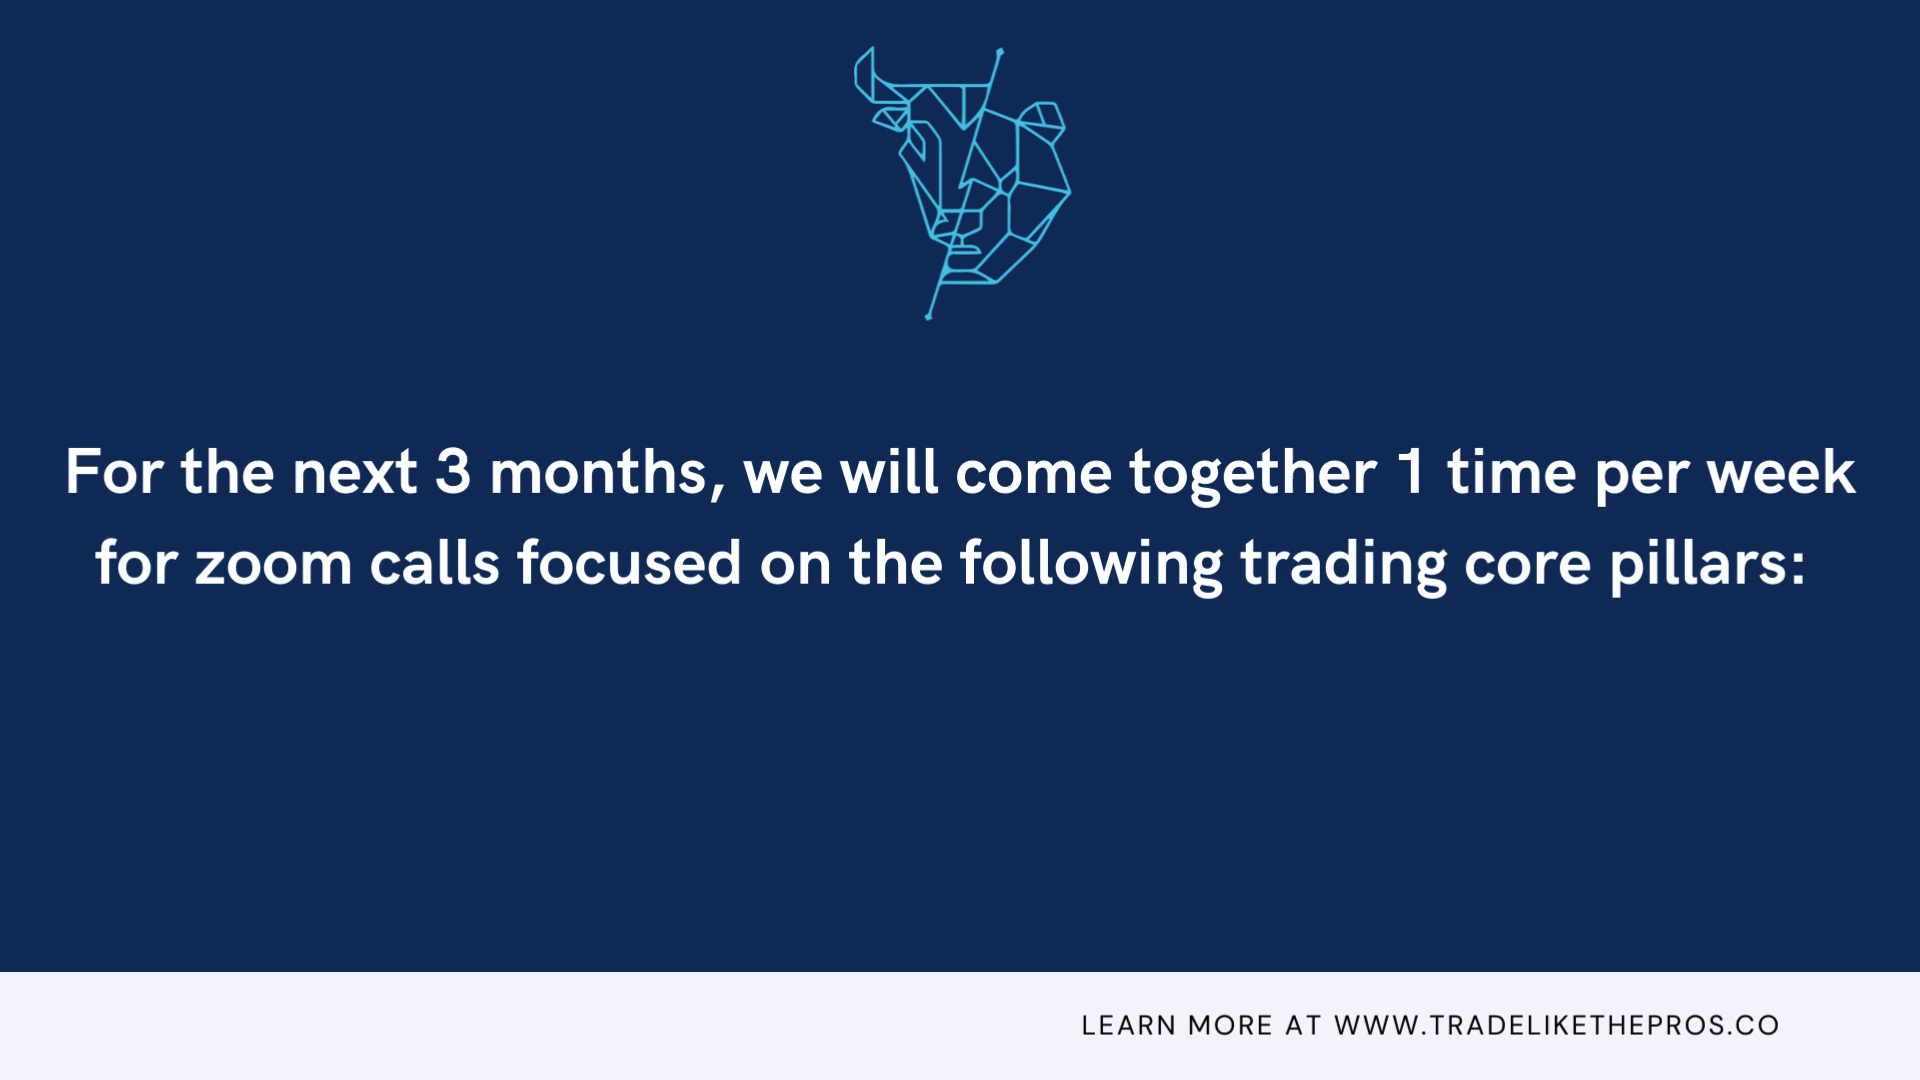 For the next 3 months, we will come together 1 time per week
for zoom calls focused on the following trading core pillars:
LEARN MORE AT WWW.TRADELIKETHEPROS.CO